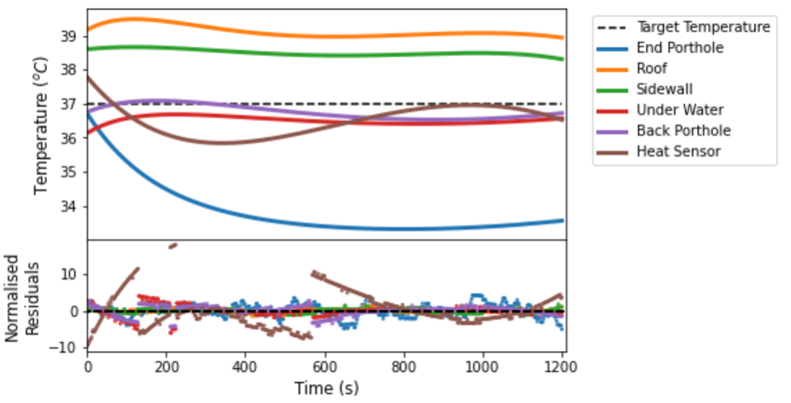 39
38
37
36
35
34
Temperature (°C)
Target Temperature
End Porthole
Roof
Sidewall
Under Water
Back Porthole
Heat Sensor
10
0
−10
Normalised
Residuals
0
200
400
600
800
1000
1200
Time (s)